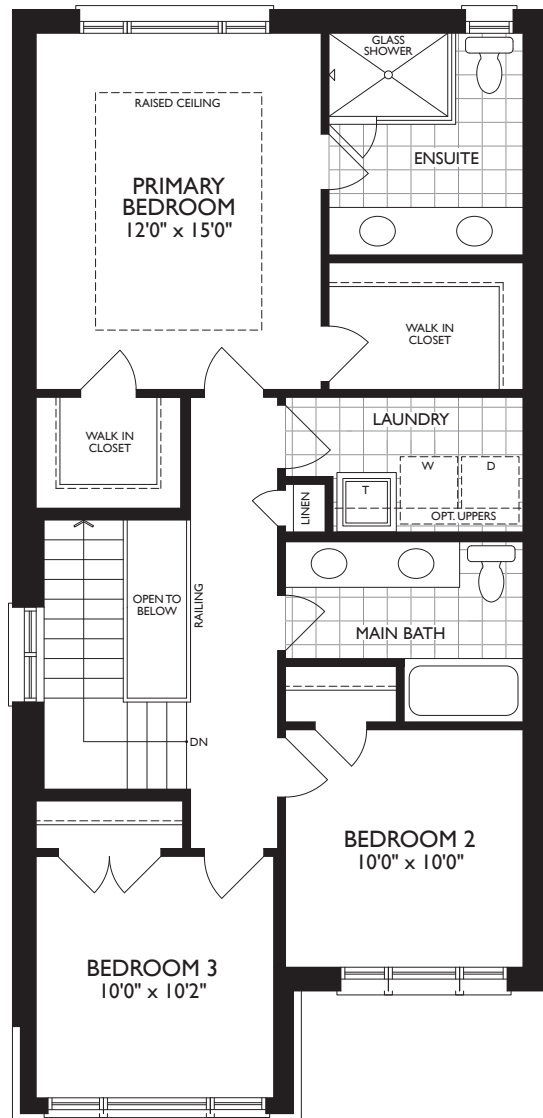 GLASS
SHOWER
RAISED CEILING
ENSUITE
PRIMARY
BEDROOM
12'0" x 15'0"
WALK IN
CLOSET
WALK IN
CLOSET
LAUNDRY
W
D
T
LINEN
OPT. UPPERS
OPEN TO
BELOW
RAILING
MAIN BATH
DN
BEDROOM 2
10'0" x 10'0"
BEDROOM 3
10'0" x 10'2"